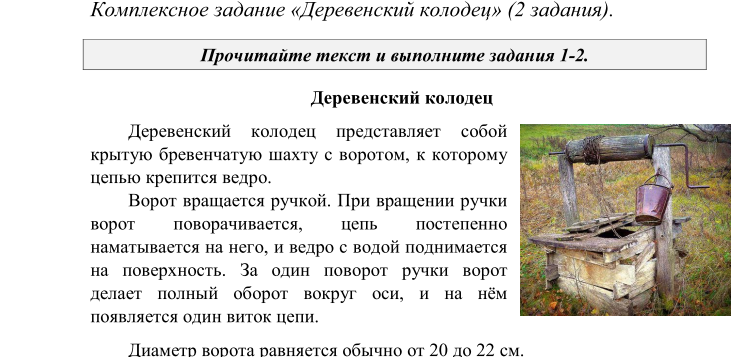 Комплексное задание «Деревенский колодец» (2 задания).
Прочитайте текст и выполните задания 1-2.
Деревенский колодец
Деревенский колодец представляет собой
крытую бревенчатую шахту с воротом, к которому
цепью крепится ведро.
Ворот вращается ручкой. При вращении ручки
ворот поворачивается, цепь постепенно
наматывается на него, и ведро с водой поднимается
на поверхность. За один поворот ручки ворот
делает полный оборот вокруг оси, и на нём
появляется один виток цепи.
Диаметр ворота равняется обычно от 20 до 22 см.